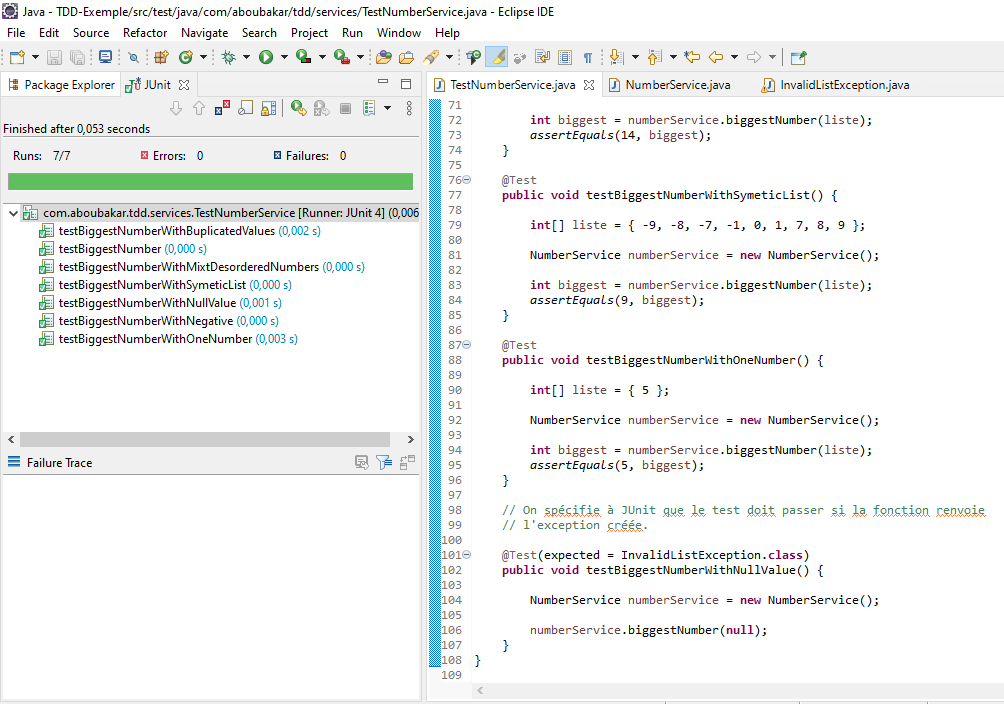 Java - TDD-Exemple/src/test/java/com/aboubakar/tdd/services/TestNumberService.java - Eclipse IDE
File Edit Source Refactor Navigate Search Project Run Window Help
Package Explorer JUnit
Finished after 0,053 seconds
Runs: 7/7 Errors: 0 Failures: 0
com.aboubakar.tdd.services.TestNumberService [Runner: JUnit 4] (0,006
testBiggestNumberWithBuplicatedValues (0,002 s)
testBiggestNumber (0,000 s)
testBiggestNumberWithMixtDesorderedNumbers (0,000 s)
testBiggestNumberWithSymeticList (0,000 s)
testBiggestNumberWithNullValue (0,001 s)
testBiggestNumberWithNegative (0,000 s)
testBiggestNumberWithOneNumber (0,003 s)
Failure Trace
TestNumberService.java NumberService.java InvalidListException.java
71
72 int biggest = numberService.biggestNumber(liste);
73 assertEquals(14, biggest);
74 }
75
76 @Test
77 public void testBiggestNumberWithSymeticList() {
78
79 int[] liste = { -9, -8, -7, -1, 0, 1, 7, 8, 9 };
80
81 NumberService numberService = new NumberService();
82
83 int biggest = numberService.biggestNumber(liste);
84 assertEquals(9, biggest);
85 }
86
87 @Test
88 public void testBiggestNumberWithOneNumber() {
89
90 int[] liste = { 5 };
91
92 NumberService numberService = new NumberService();
93
94 int biggest = numberService.biggestNumber(liste);
95 assertEquals(5, biggest);
96 }
97
98 // On spécifie à JUnit que le test doit passer si la fonction renvoie
99 // l'exception créée.
100
101 @Test(expected = InvalidListException.class)
102 public void testBiggestNumberWithNullValue() {
103
104 NumberService numberService = new NumberService();
105
106 numberService.biggestNumber(null);
107 }
108 }
109